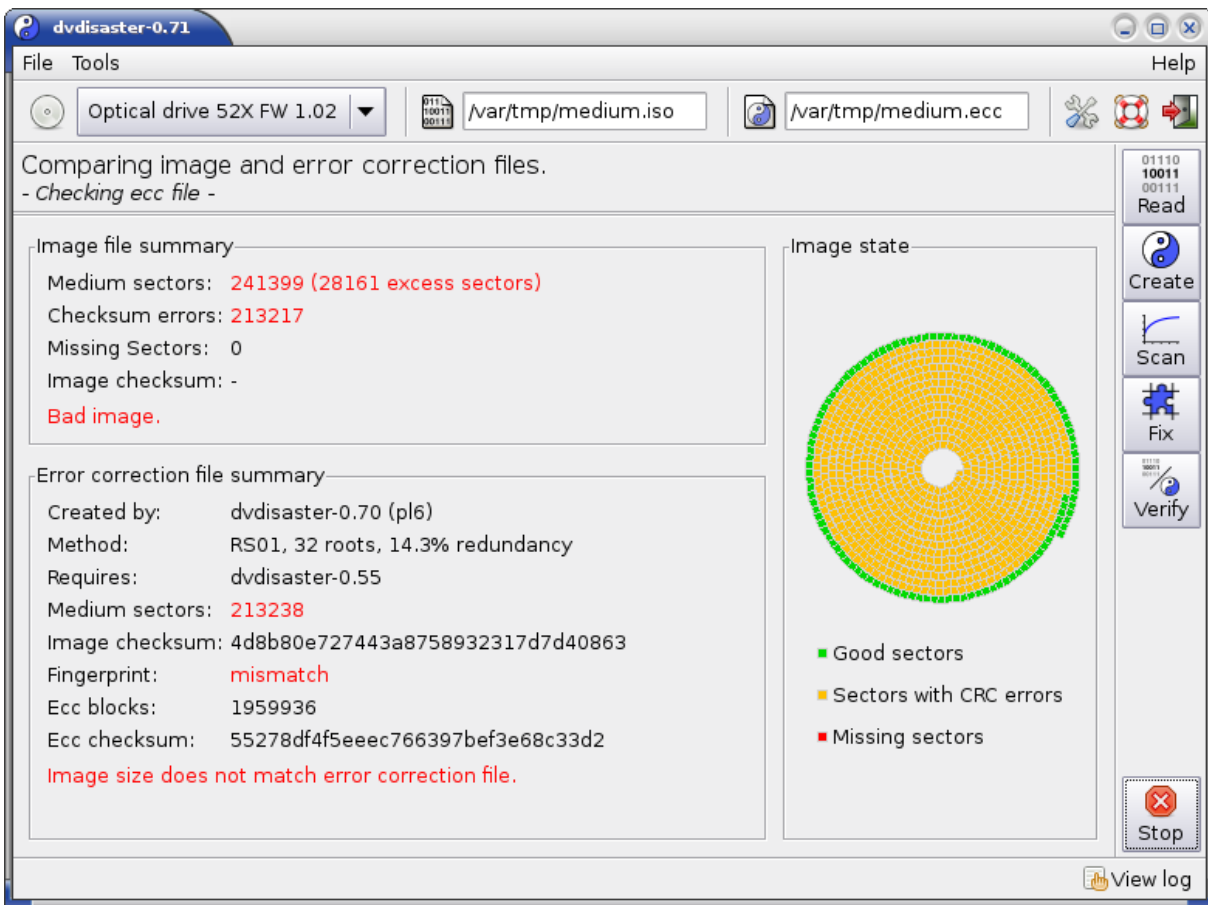 dvdisaster-0.71
File Tools Help
Optical drive 52X FW 1.02 /var/tmp/medium.iso /var/tmp/medium.ecc
Comparing image and error correction files.
- Checking ecc file -
Image file summary
Medium sectors: 241399 (28161 excess sectors)
Checksum errors: 213217
Missing Sectors: 0
Image checksum: -
Bad image.
Error correction file summary
Created by: dvdisaster-0.70 (pl6)
Method: RS01, 32 roots, 14.3% redundancy
Requires: dvdisaster-0.55
Medium sectors: 213238
Image checksum: 4d8b80e727443a8758932317d7d40863
Fingerprint: mismatch
Ecc blocks: 1959936
Ecc checksum: 55278df4f5eeec766397bef3e68c33d2
Image size does not match error correction file.
Image state
Good sectors
Sectors with CRC errors
Missing sectors
01110
10011
00111
Read
Create
Scan
Fix
Verify
Stop
View log